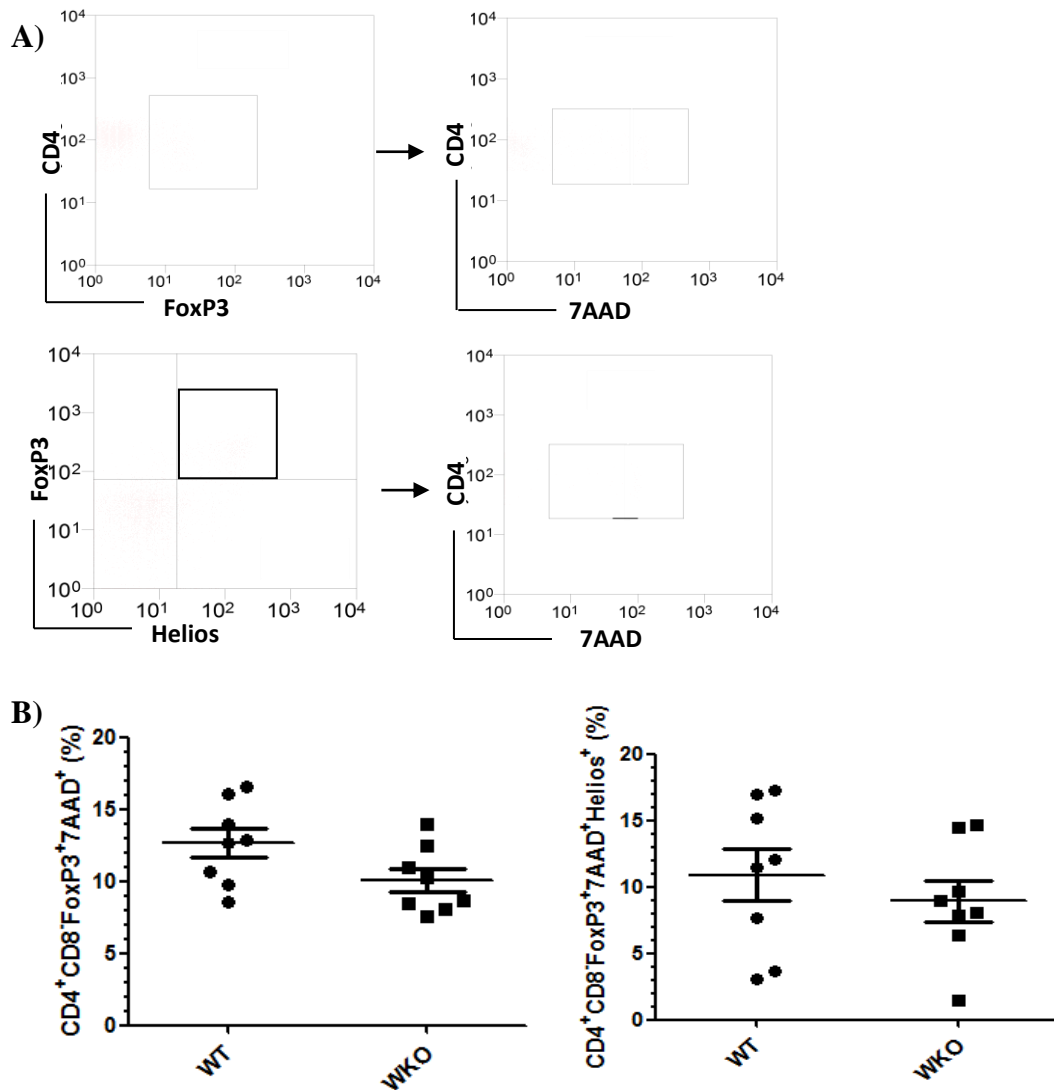 A)
CD4
10⁴
10³
10²
10¹
10⁰
10⁰ 10¹ 10² 10³ 10⁴
FoxP3
CD4
10⁴
10³
10²
10¹
10⁰
10⁰ 10¹ 10² 10³ 10⁴
7AAD
FoxP3
10⁴
10³
10²
10¹
10⁰
10⁰ 10¹ 10² 10³ 10⁴
Helios
CD4
10⁴
10³
10²
10¹
10⁰
10⁰ 10¹ 10² 10³ 10⁴
7AAD
B)
CD4⁺CD8⁻FoxP3⁺7AAD⁺ (%)
20
15
10
5
0
WT WKO
CD4⁺CD8⁻FoxP3⁺7AAD⁺Helios⁺ (%)
20
15
10
5
0
WT WKO